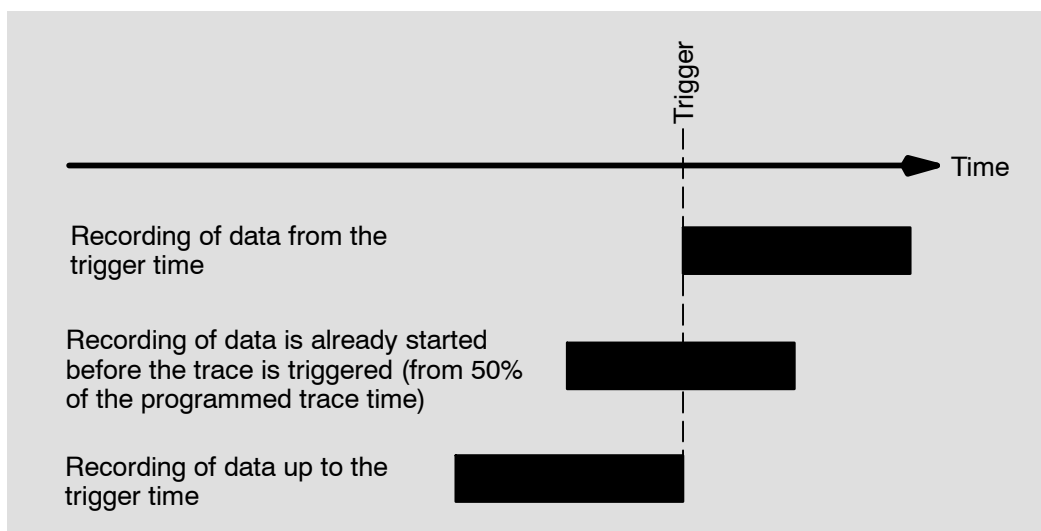 Trigger
Time
Recording of data from the
trigger time
Recording of data is already started
before the trace is triggered (from 50%
of the programmed trace time)
Recording of data up to the
trigger time